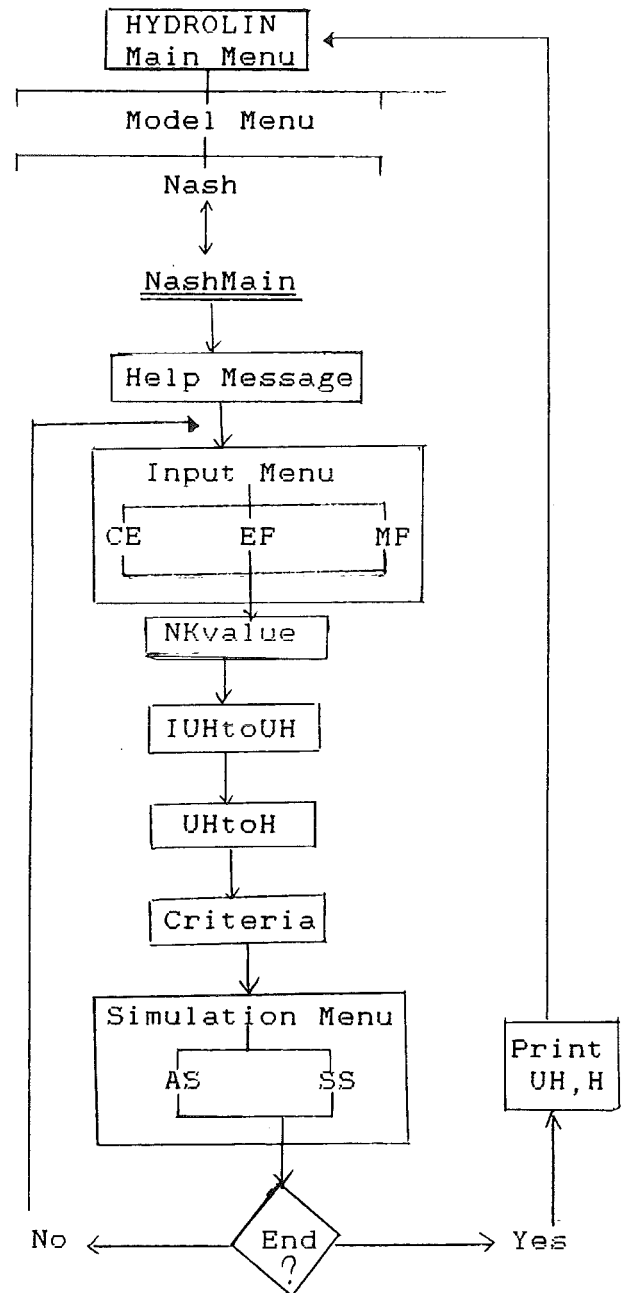 HYDROLIN
Main Menu
Model Menu
Nash
NashMain
Help Message
Input Menu
CE EF MF
NKvalue
IUHtoUH
UHtoH
Criteria
Simulation Menu
AS SS
Print
UH,H
No
End
?
Yes